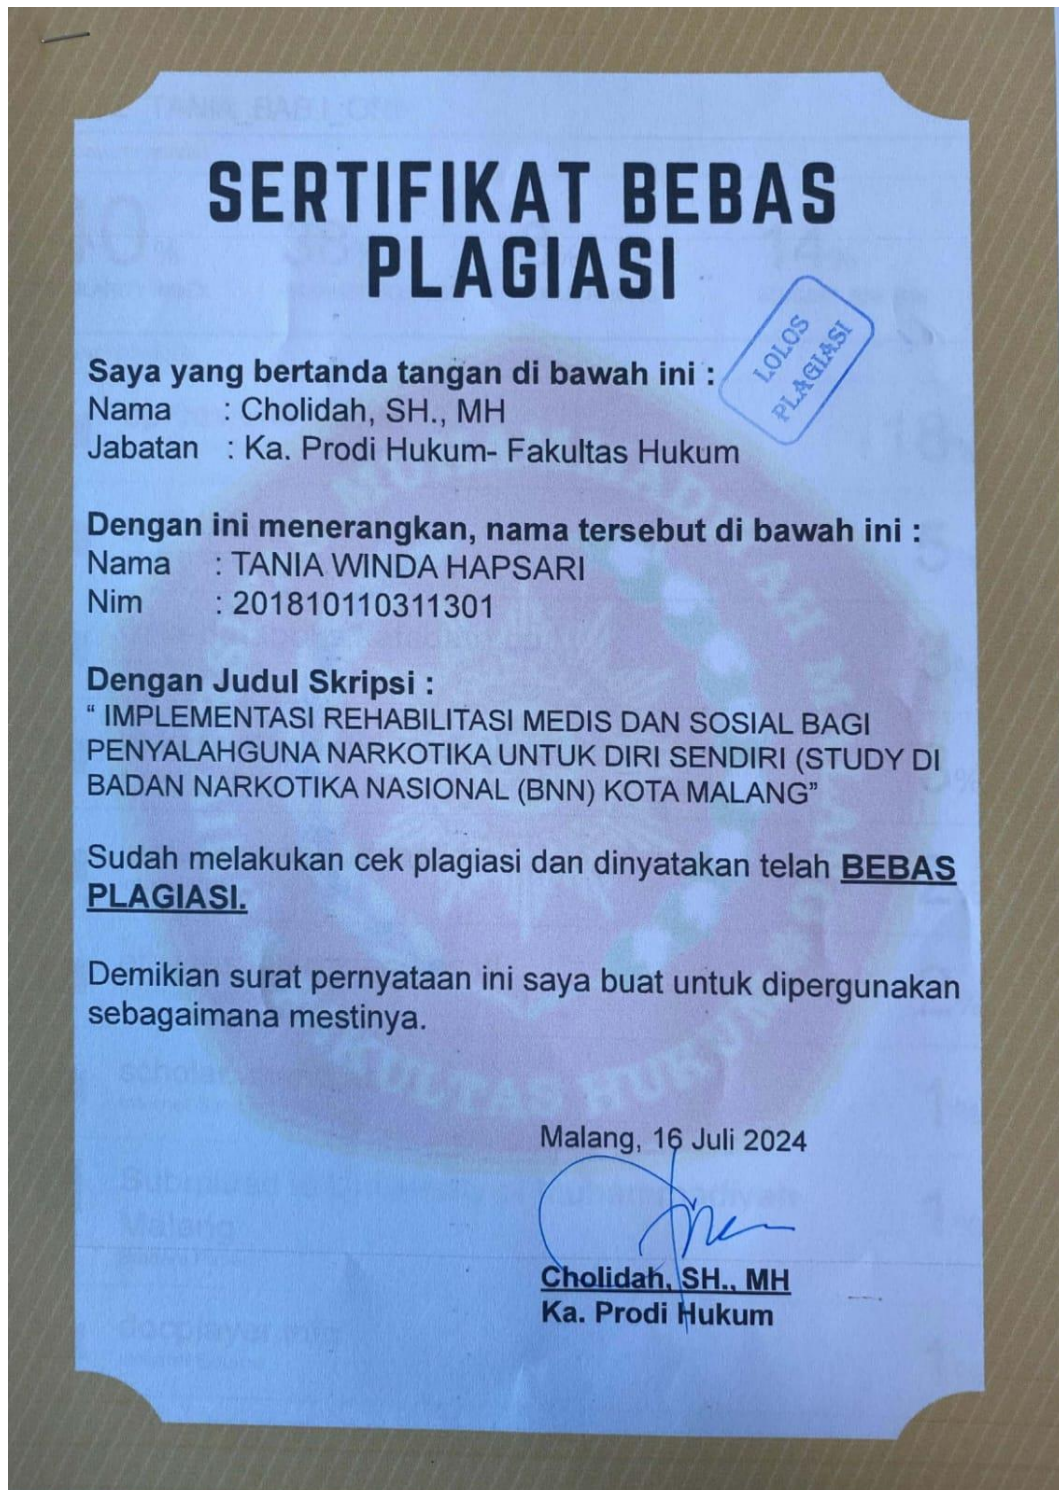 SERTIFIKAT BEBAS
PLAGIASI
LOLOS
PLAGIASI
Saya yang bertanda tangan di bawah ini :
Nama : Cholidah, SH., MH
Jabatan : Ka. Prodi Hukum- Fakultas Hukum
Dengan ini menerangkan, nama tersebut di bawah ini :
Nama : TANIA WINDA HAPSARI
Nim : 201810110311301
Dengan Judul Skripsi :
“ IMPLEMENTASI REHABILITASI MEDIS DAN SOSIAL BAGI
PENYALAHGUNA NARKOTIKA UNTUK DIRI SENDIRI (STUDY DI
BADAN NARKOTIKA NASIONAL (BNN) KOTA MALANG”
Sudah melakukan cek plagiasi dan dinyatakan telah BEBAS
PLAGIASI.
Demikian surat pernyataan ini saya buat untuk dipergunakan
sebagaimana mestinya.
Malang, 16 Juli 2024
Cholidah, SH., MH
Ka. Prodi Hukum